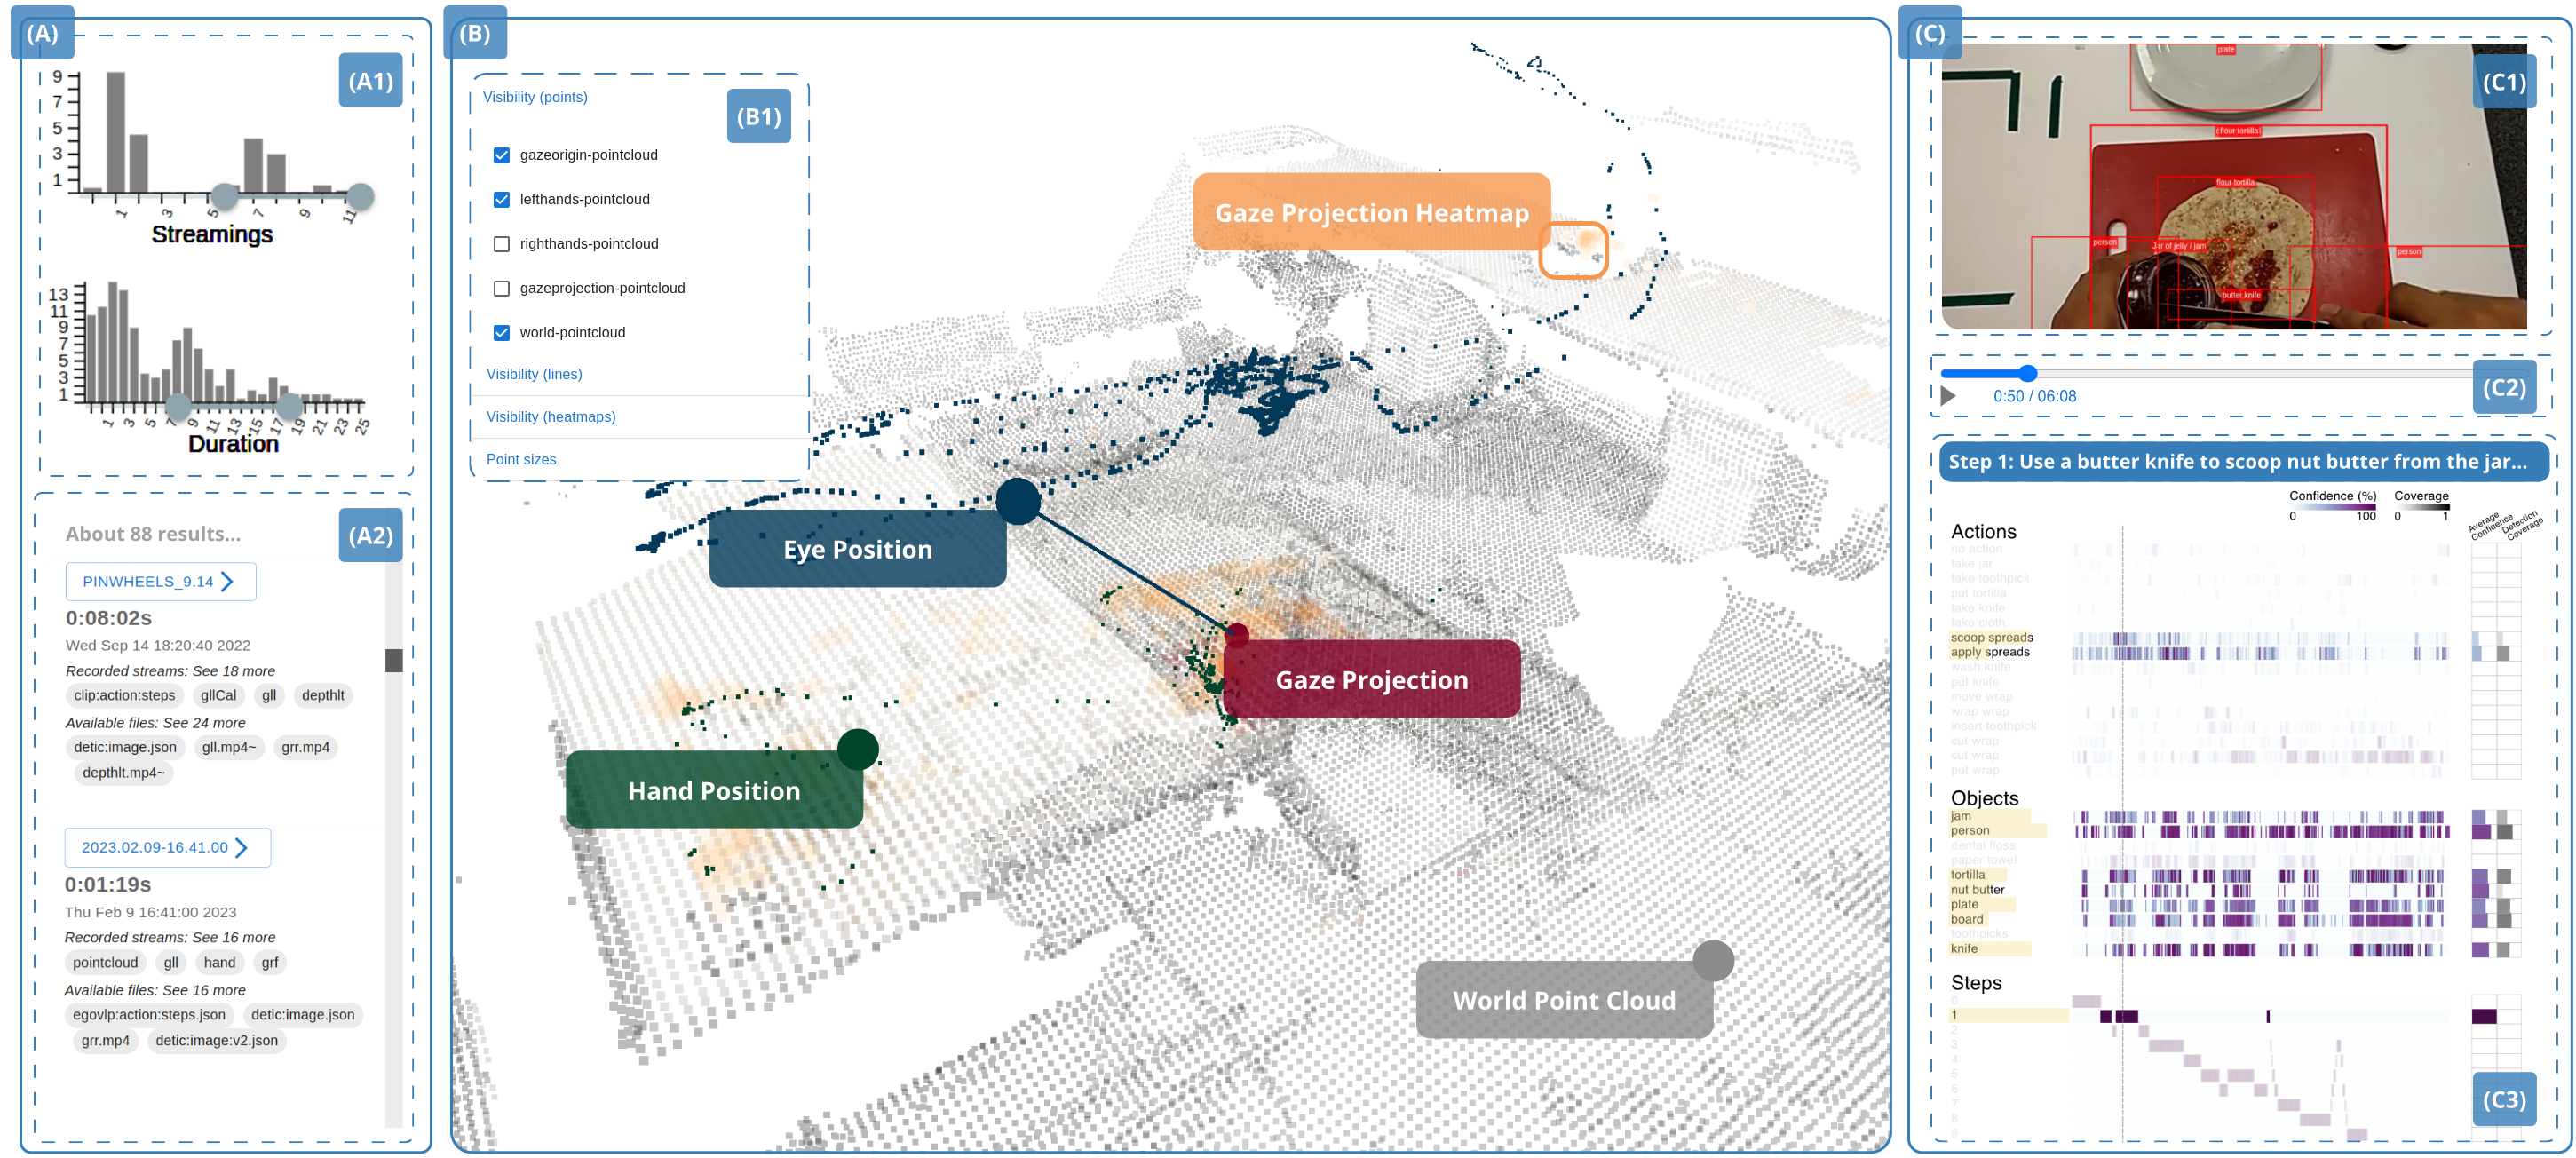 (A)
(A1)
9
7
5
3
1
1 3 5 7 9 11
Streamings
13
11
9
7
5
3
1
1 3 5 7 9 11 13 15 17 19 21 23 25
Duration
(A2)
About 88 results...
PINWHEELS_9.14
0:08:02s
Wed Sep 14 18:20:40 2022
Recorded streams: See 18 more
clip:action:steps gllCal gll depthlt
Available files: See 24 more
detic:image.json gll.mp4~ grr.mp4
depthlt.mp4~
2023.02.09-16.41.00
0:01:19s
Thu Feb 9 16:41:00 2023
Recorded streams: See 16 more
pointcloud gll hand grf
Available files: See 16 more
egovlp:action:steps.json detic:image.json
grr.mp4 detic:image:v2.json
(B)
(B1)
Visibility (points)
gazeorigin-pointcloud
lefthands-pointcloud
righthands-pointcloud
gazeprojection-pointcloud
world-pointcloud
Visibility (lines)
Visibility (heatmaps)
Point sizes
Gaze Projection Heatmap
Eye Position
Gaze Projection
Hand Position
World Point Cloud
(C)
(C1)
plate
flour tortilla
flour tortilla
person
Jar of jelly / jam
person
butter knife
(C2)
0:50 / 06:08
Step 1: Use a butter knife to scoop nut butter from the jar...
Confidence (%) Coverage
0 100 0 1
Average Confidence
Detection Coverage
Actions
no action
take jar
take toothpick
put tortilla
take knife
take cloth
scoop spreads
apply spreads
wash knife
put knife
move wrap
wrap wrap
insert toothpick
cut wrap
cut wrap
put wrap
Objects
jam
person
dental floss
paper towel
tortilla
nut butter
plate
board
toothpicks
knife
Steps
0
1
2
3
4
5
6
7
8
9
(C3)